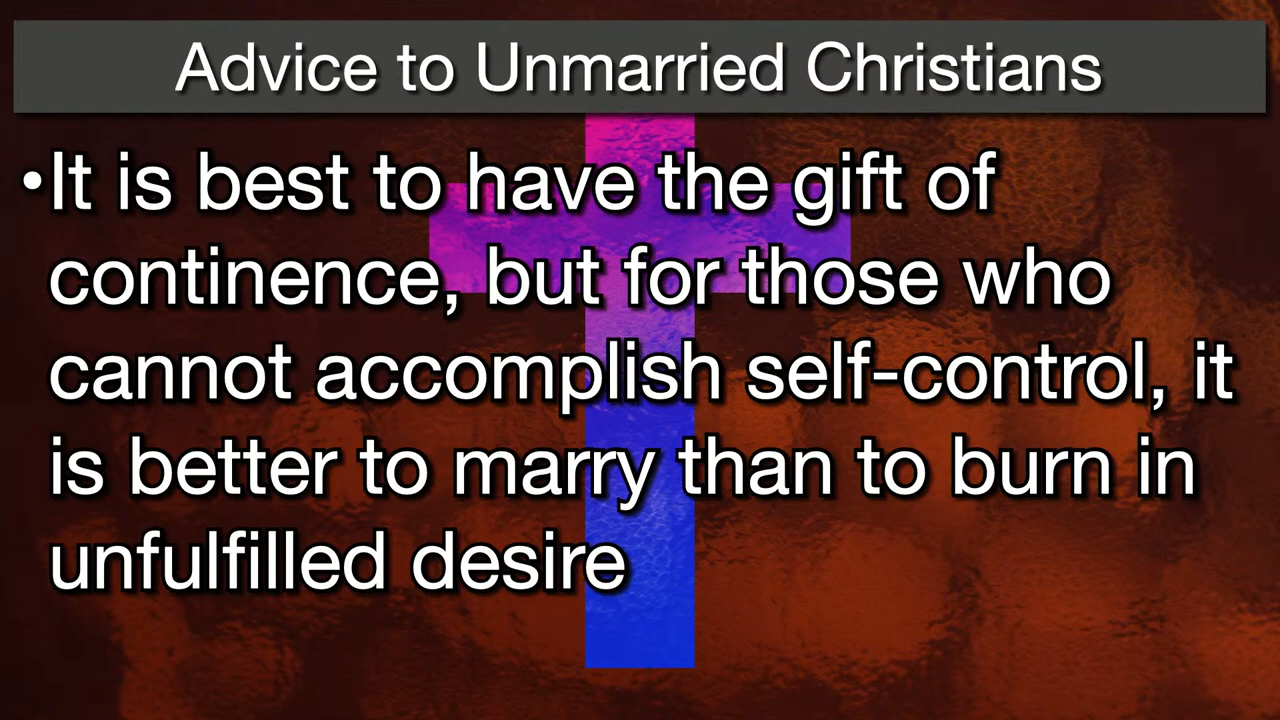 Advice to Unmarried Christians
•It is best to have the gift of
continence, but for those who
cannot accomplish self-control, it
is better to marry than to burn in
unfulfilled desire